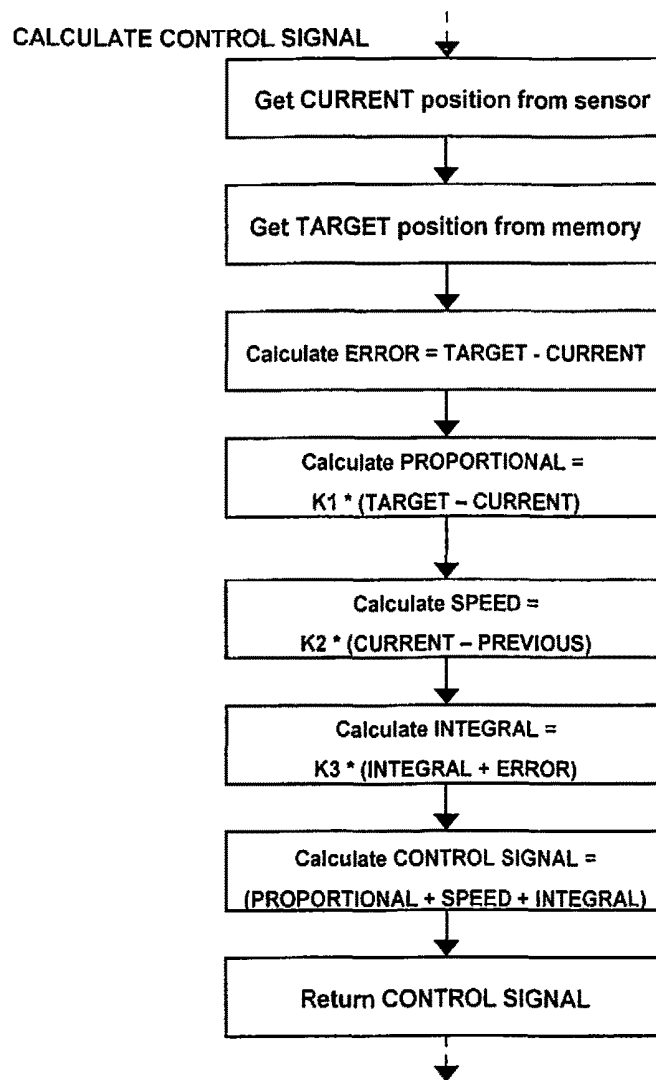 CALCULATE CONTROL SIGNAL
Get CURRENT position from sensor
Get TARGET position from memory
Calculate ERROR = TARGET - CURRENT
Calculate PROPORTIONAL =
K1 * (TARGET – CURRENT)
Calculate SPEED =
K2 * (CURRENT – PREVIOUS)
Calculate INTEGRAL =
K3 * (INTEGRAL + ERROR)
Calculate CONTROL SIGNAL =
(PROPORTIONAL + SPEED + INTEGRAL)
Return CONTROL SIGNAL